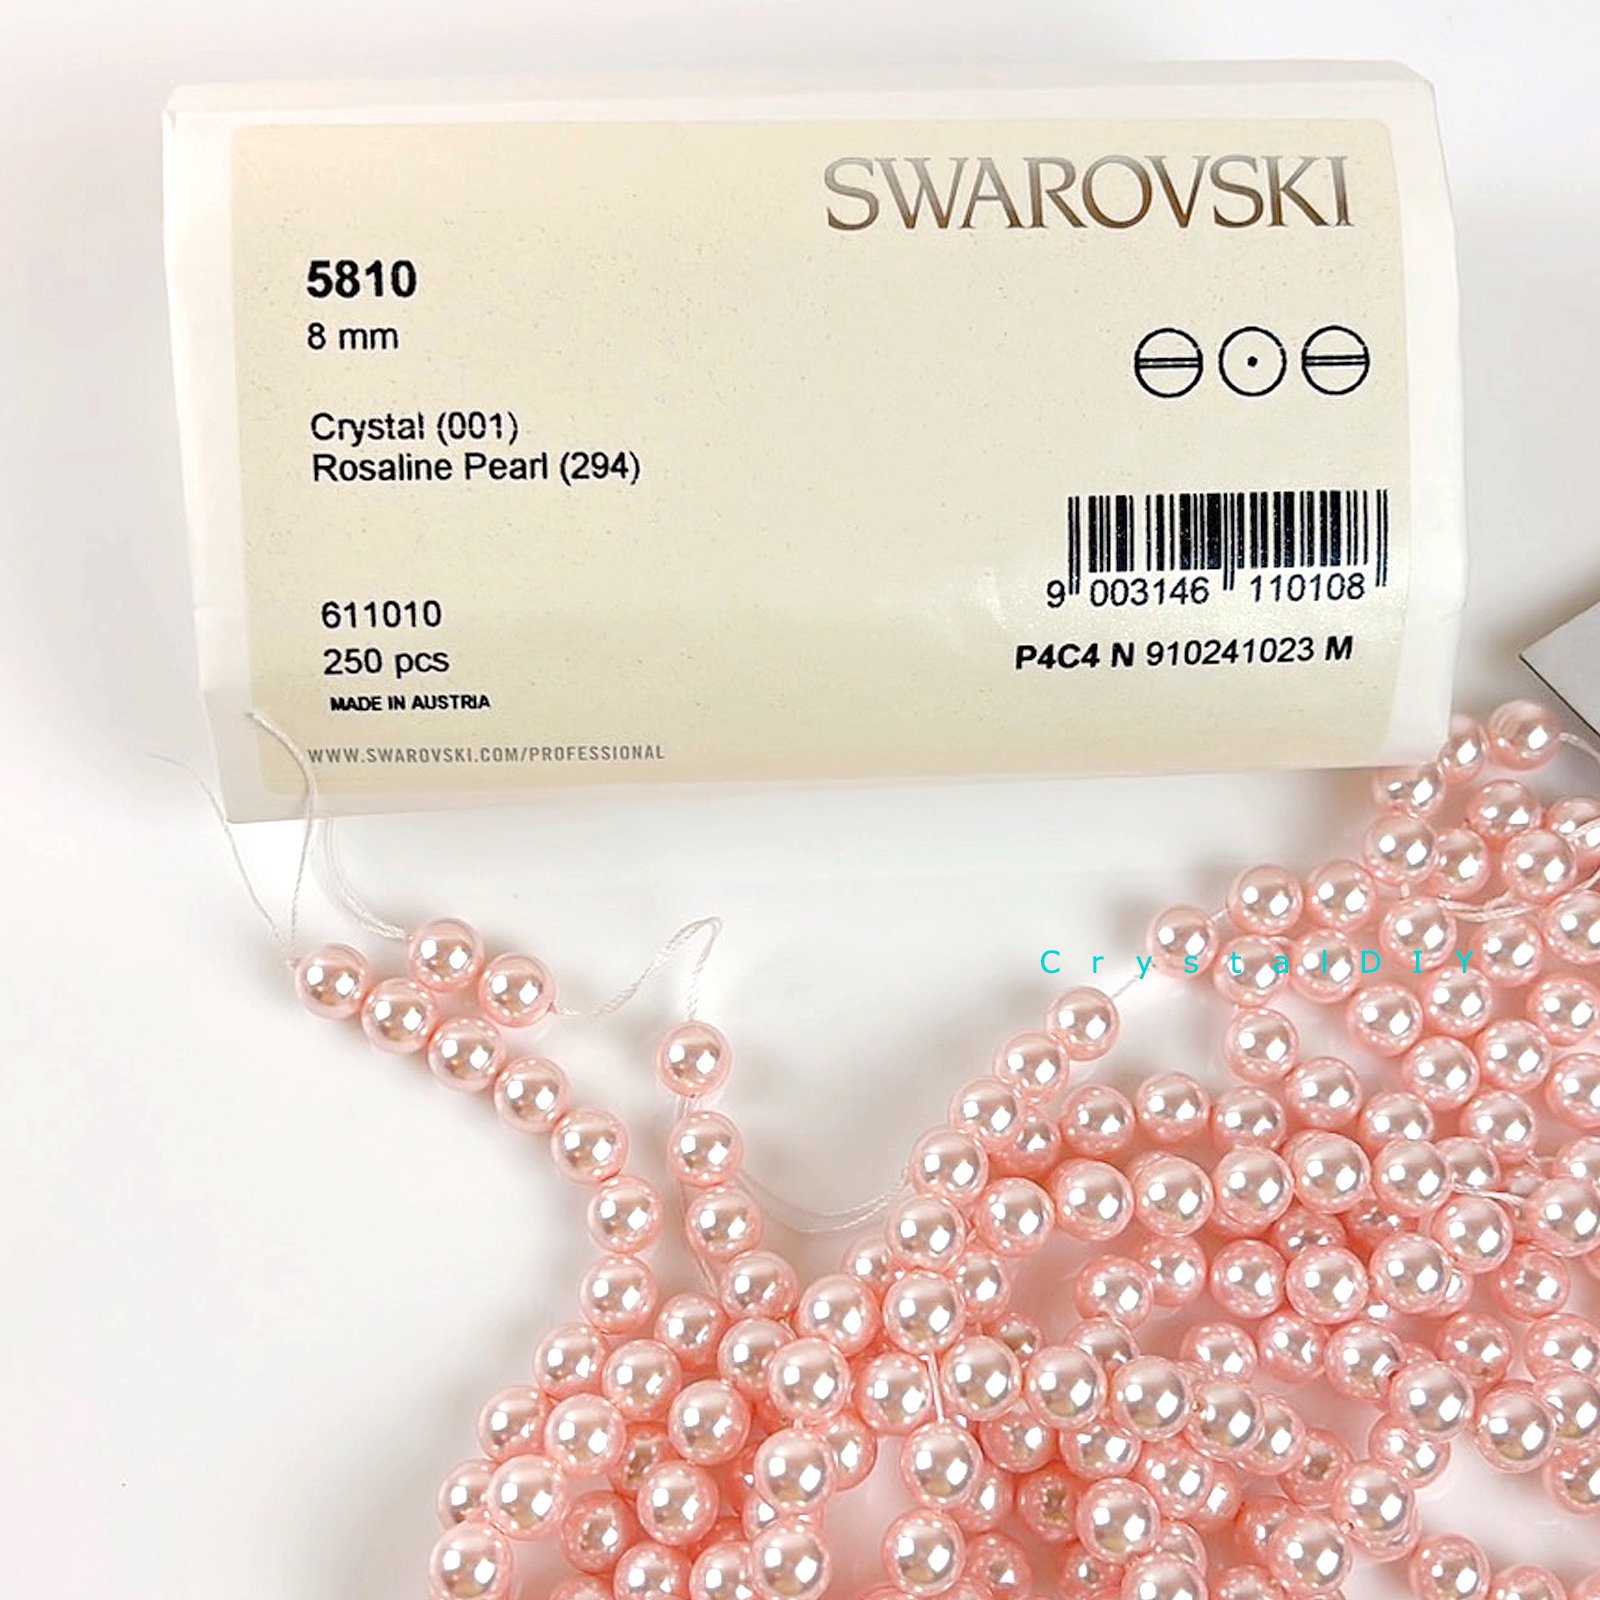 SWAROVSKI
5810
8 mm
Crystal (001)
Rosaline Pearl (294)
9 003146 110108
611010
250 pcs
P4C4 N 910241023 M
MADE IN AUSTRIA
WWW.SWAROVSKI.COM/PROFESSIONAL
CrystalDIY